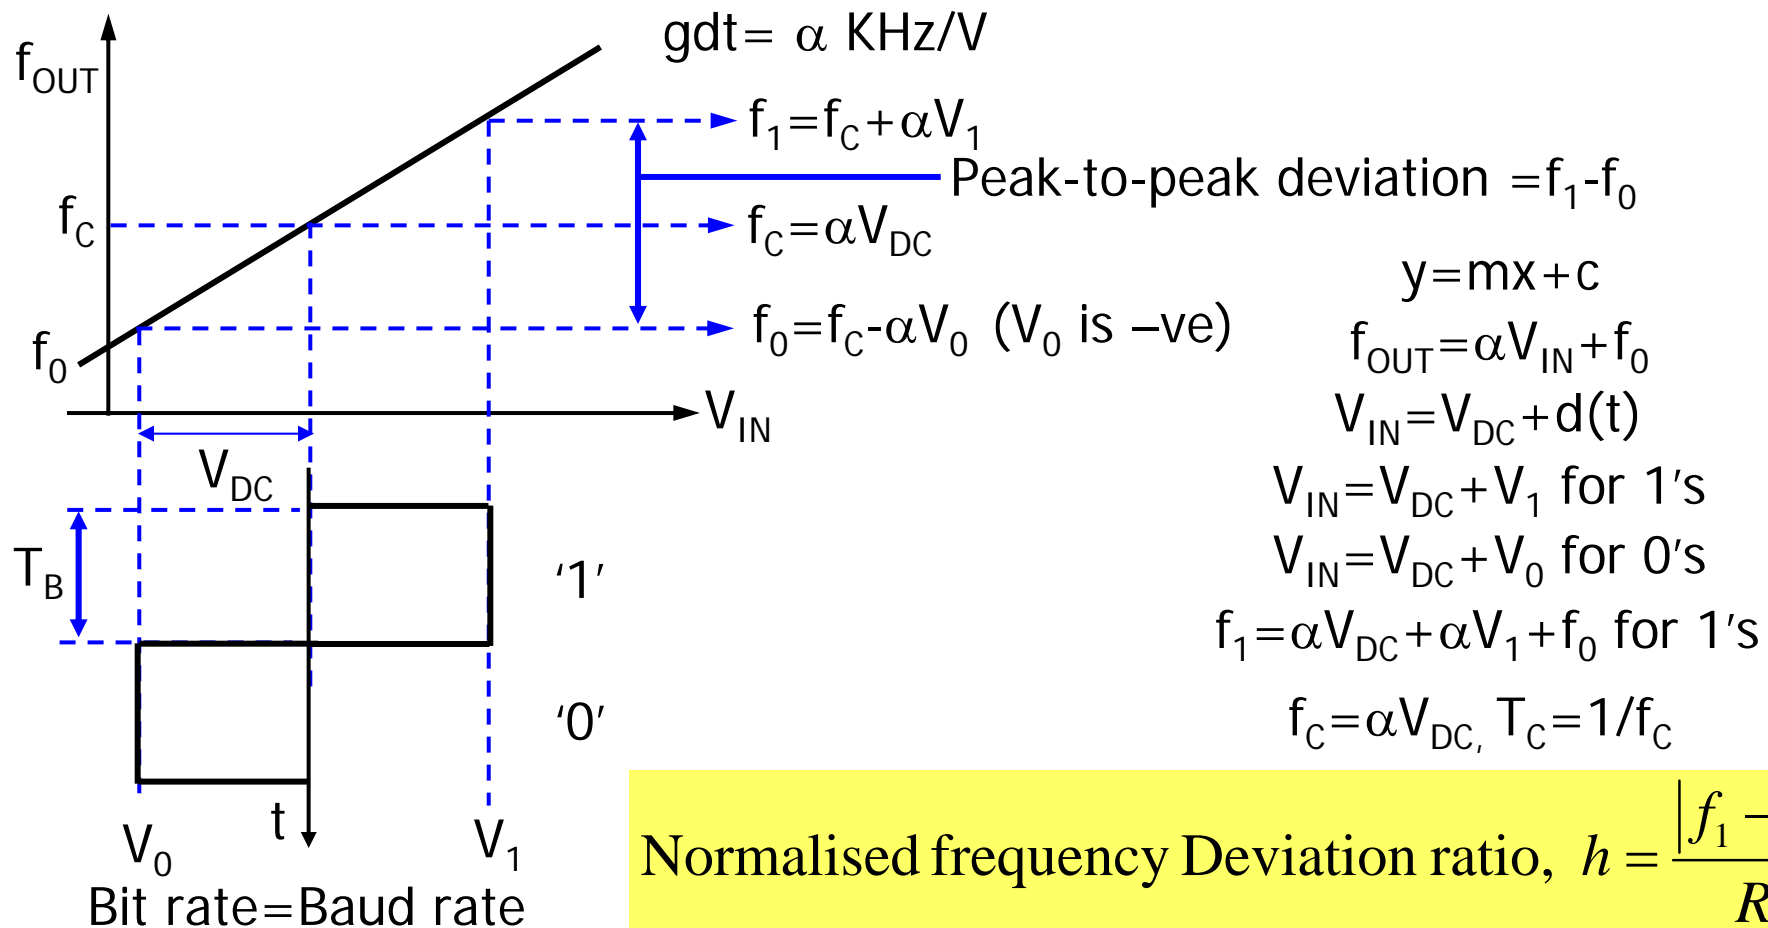 gdt= α KHz/V
f_OUT
f_1=f_C+αV_1
Peak-to-peak deviation =f_1-f_0
f_C
f_C=αV_DC
y=mx+c
f_0=f_C-αV_0 (V_0 is –ve)
f_0
f_OUT=αV_IN+f_0
V_IN
V_IN=V_DC+d(t)
V_DC
V_IN=V_DC+V_1 for 1's
T_B
'1'
V_IN=V_DC+V_0 for 0's
f_1=αV_DC+αV_1+f_0 for 1's
'0'
f_C=αV_DC, T_C=1/f_C
t
V_0
V_1
Normalised frequency Deviation ratio, h = |f_1 –
R
Bit rate=Baud rate